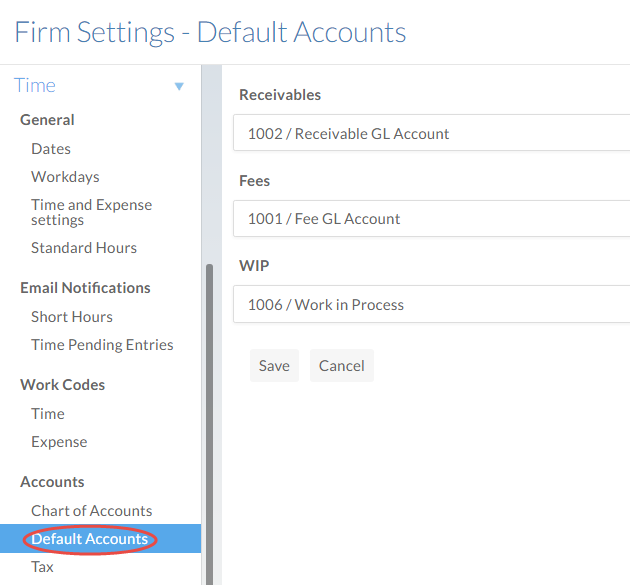 Firm Settings - Default Accounts
Time
General
Dates
Workdays
Time and Expense
settings
Standard Hours
Email Notifications
Short Hours
Time Pending Entries
Work Codes
Time
Expense
Accounts
Chart of Accounts
Default Accounts
Tax
Receivables
1002 / Receivable GL Account
Fees
1001 / Fee GL Account
WIP
1006 / Work in Process
Save Cancel